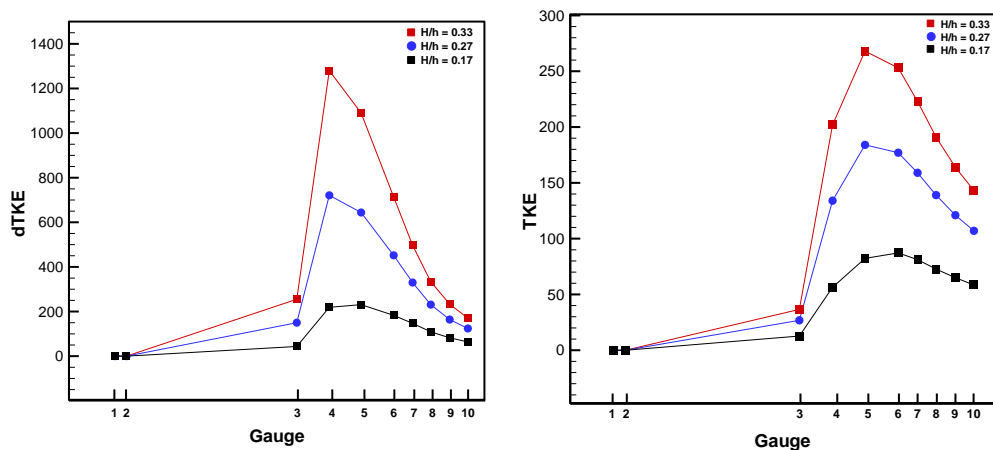 H/h = 0.33
H/h = 0.27
H/h = 0.17
1400
1200
1000
800
600
400
200
0
dTKE
1 2 3 4 5 6 7 8 9 10
Gauge
H/h = 0.33
H/h = 0.27
H/h = 0.17
300
250
200
150
100
50
0
TKE
1 2 3 4 5 6 7 8 9 10
Gauge